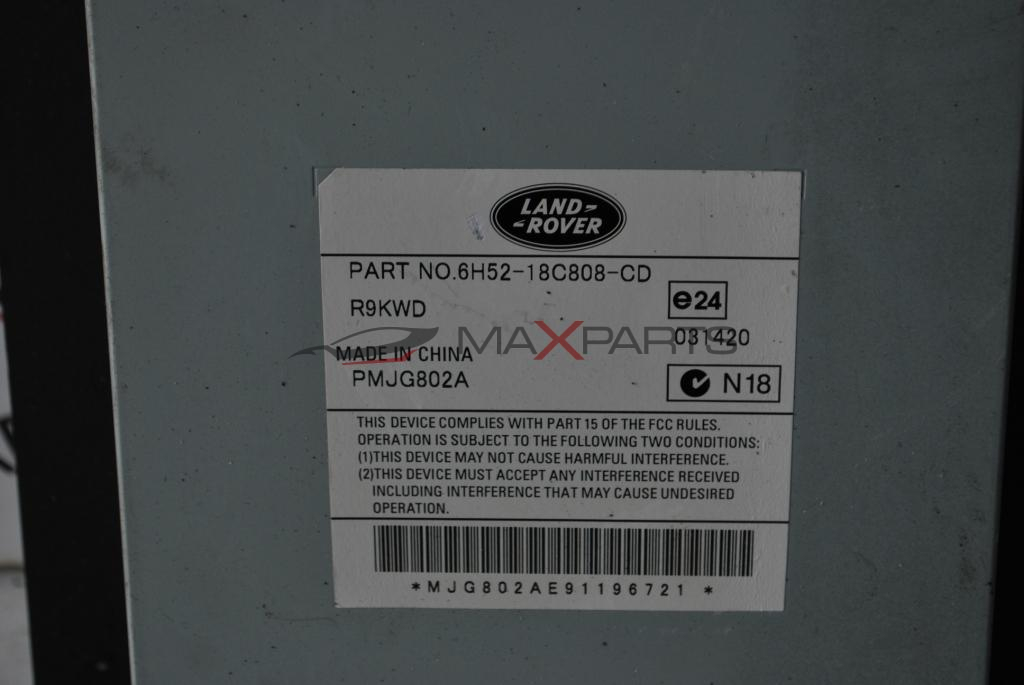 LAND-
-ROVER
PART NO.6H52-18C808-CD
R9KWD
e24
031420
MAXPARTS
MADE IN CHINA
PMJG802A
N18
THIS DEVICE COMPLIES WITH PART 15 OF THE FCC RULES.
OPERATION IS SUBJECT TO THE FOLLOWING TWO CONDITIONS:
(1)THIS DEVICE MAY NOT CAUSE HARMFUL INTERFERENCE.
(2)THIS DEVICE MUST ACCEPT ANY INTERFERENCE RECEIVED
INCLUDING INTERFERENCE THAT MAY CAUSE UNDESIRED
OPERATION.
*MJG802AE91196721 *